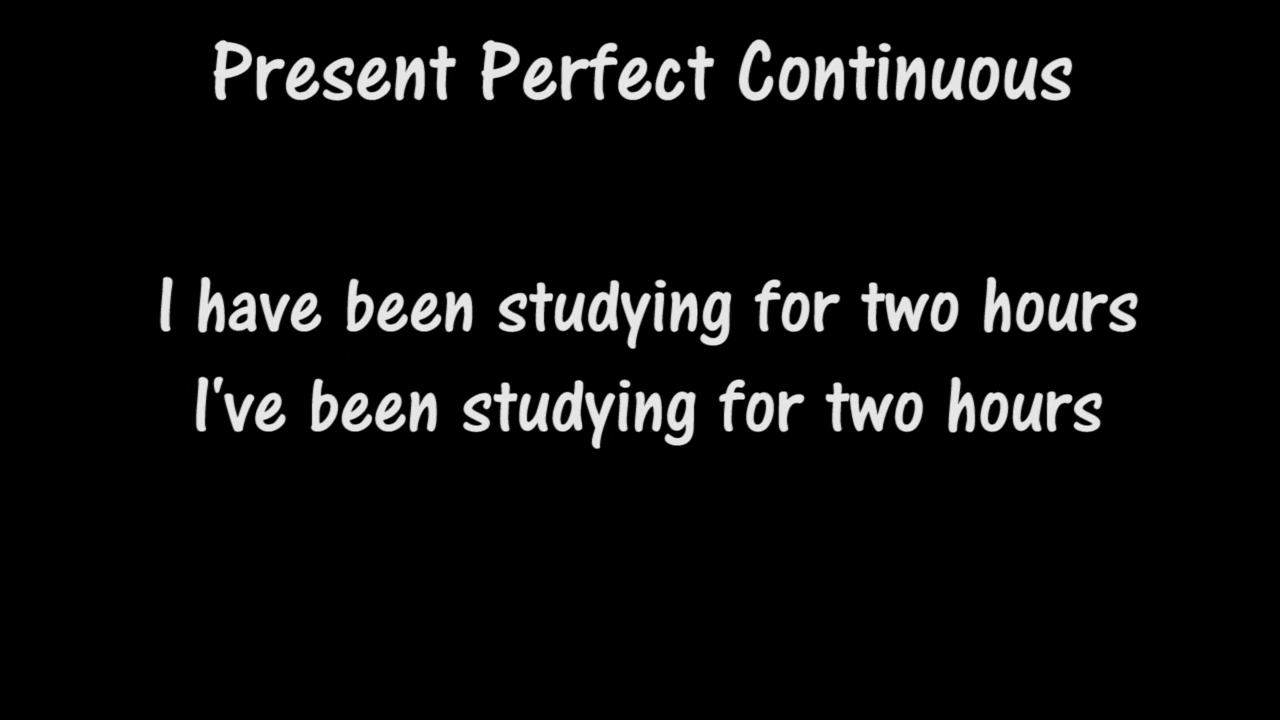 Present Perfect Continuous
I have been studying for two hours
I've been studying for two hours